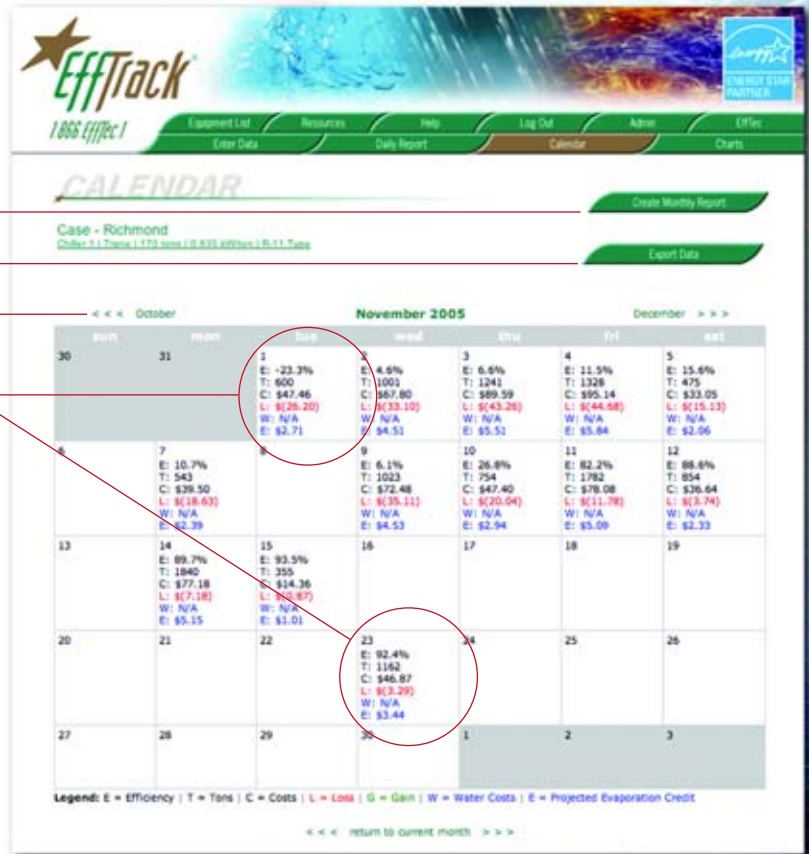 EffTrack
1 866 EffTec 1
Energy
ENERGY STAR
PARTNER
Equipment List Resources Help Log Out Admin EffTec
Enter Data Daily Report Calendar Charts
CALENDAR
Create Monthly Report
Case - Richmond
Chiller 1 | Trane | 170 tons | 0.835 kW/ton | R-11 Type
Export Data
< < < October November 2005 December > > >
sun mon tue wed thu fri sat
30 31 1 2 3 4 5
E: -23.3% E: 4.6% E: 6.6% E: 11.5% E: 15.6%
T: 600 T: 1001 T: 1241 T: 1328 T: 475
C: $47.46 C: $67.80 C: $89.59 C: $95.14 C: $33.05
L: $(26.20) L: $(33.10) L: $(43.26) L: $(44.68) L: $(15.13)
W: N/A W: N/A W: N/A W: N/A W: N/A
E: $2.71 E: $4.51 E: $5.51 E: $5.84 E: $2.06
6 7 8 9 10 11 12
E: 10.7% E: 6.1% E: 26.8% E: 82.2% E: 88.6%
T: 543 T: 1023 T: 754 T: 1782 T: 854
C: $39.50 C: $72.48 C: $47.40 C: $78.08 C: $36.64
L: $(18.63) L: $(35.11) L: $(20.04) L: $(11.78) L: $(3.74)
W: N/A W: N/A W: N/A W: N/A W: N/A
E: $2.39 E: $4.53 E: $2.94 E: $5.09 E: $2.33
13 14 15 16 17 18 19
E: 89.7% E: 93.5%
T: 1840 T: 355
C: $77.18 C: $14.36
L: $(7.18) L: $(0.87)
W: N/A W: N/A
E: $5.15 E: $1.01
20 21 22 23 24 25 26
E: 92.4%
T: 1162
C: $46.87
L: $(3.29)
W: N/A
E: $3.44
27 28 29 30 1 2 3
Legend: E = Efficiency | T = Tons | C = Costs | L = Loss | G = Gain | W = Water Costs | E = Projected Evaporation Credit
< < < return to current month > > >